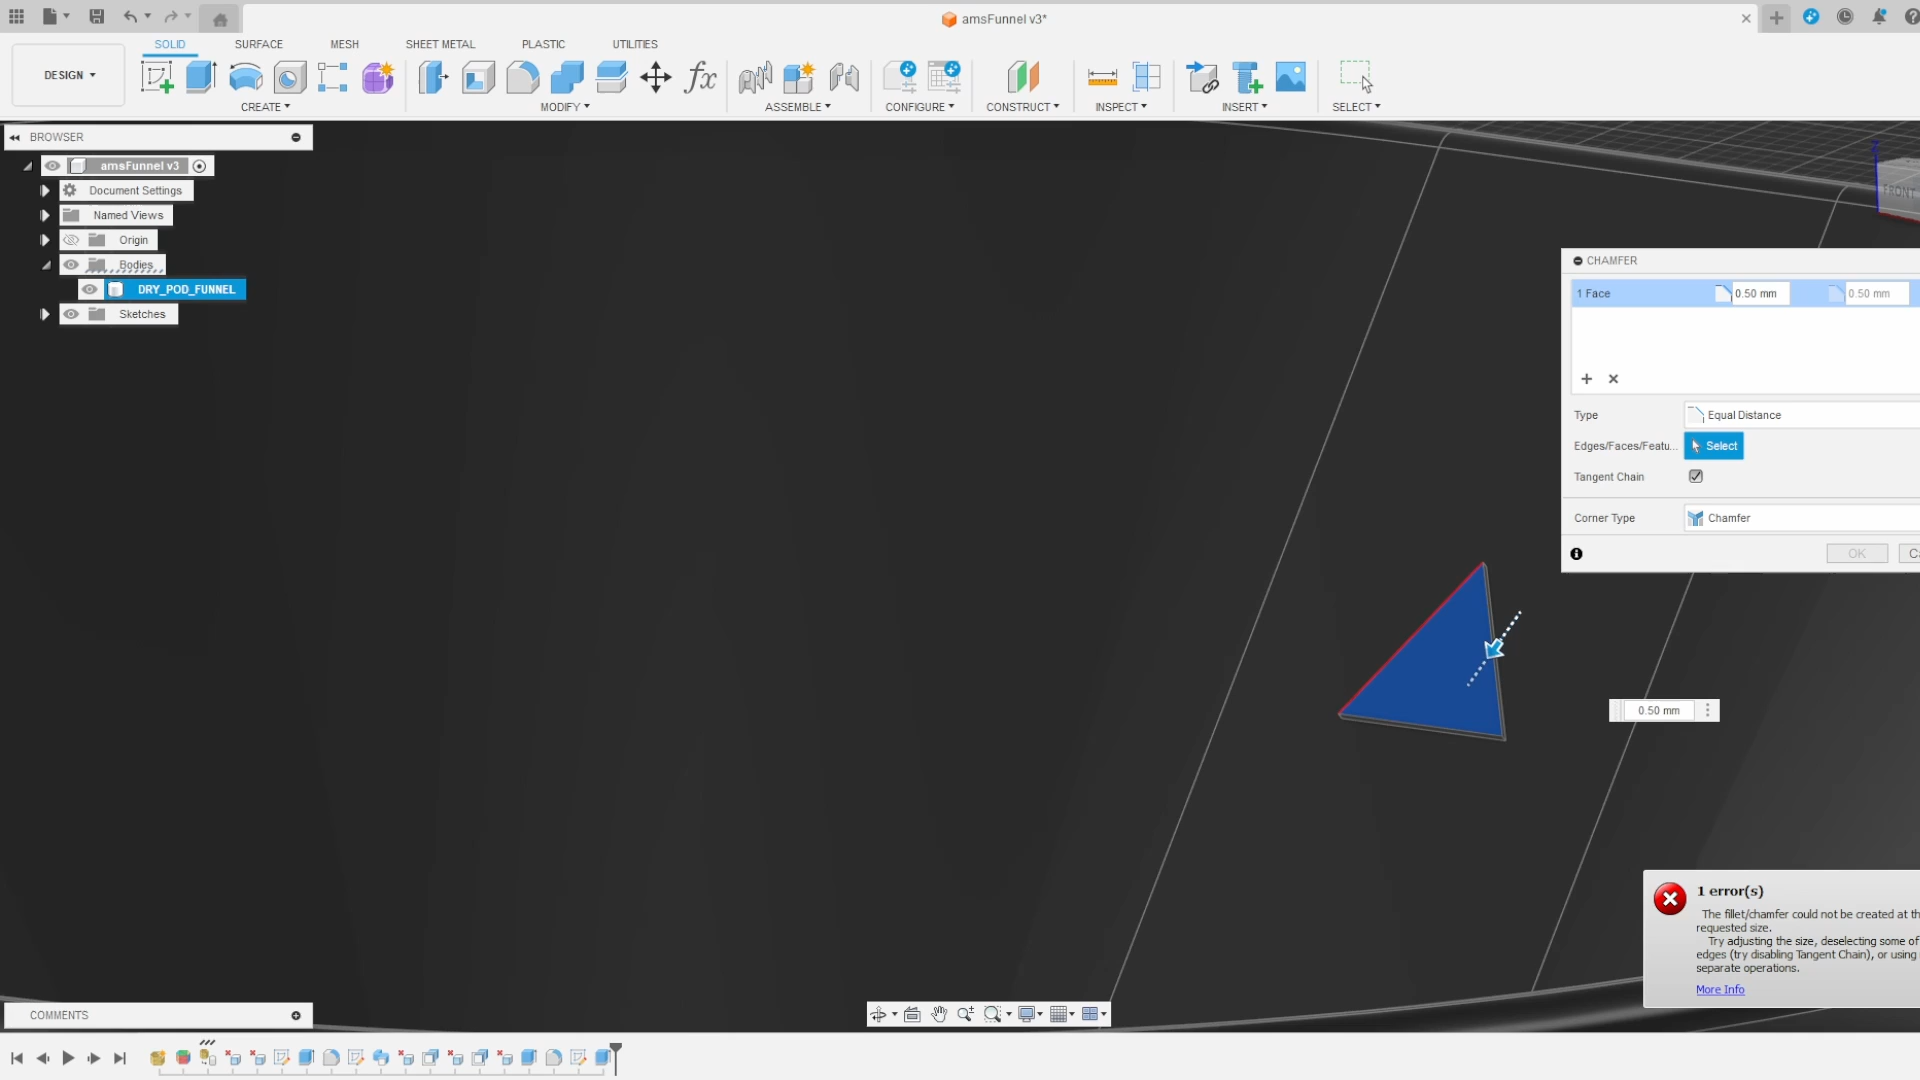 amsFunnel v3*
SOLID SURFACE MESH SHEET METAL PLASTIC UTILITIES
DESIGN
CREATE MODIFY ASSEMBLE CONFIGURE CONSTRUCT INSPECT INSERT SELECT
BROWSER
amsFunnel v3
Document Settings
Named Views
Origin
Bodies
DRY_POD_FUNNEL
Sketches
FRONT
CHAMFER
1 Face 0.50 mm 0.50 mm
Type Equal Distance
Edges/Faces/Featu... Select
Tangent Chain
Corner Type Chamfer
OK
0.50 mm
1 error(s)
The fillet/chamfer could not be created at
requested size.
Try adjusting the size, deselecting some of
edges (try disabling Tangent Chain), or using
separate operations.
More Info
COMMENTS